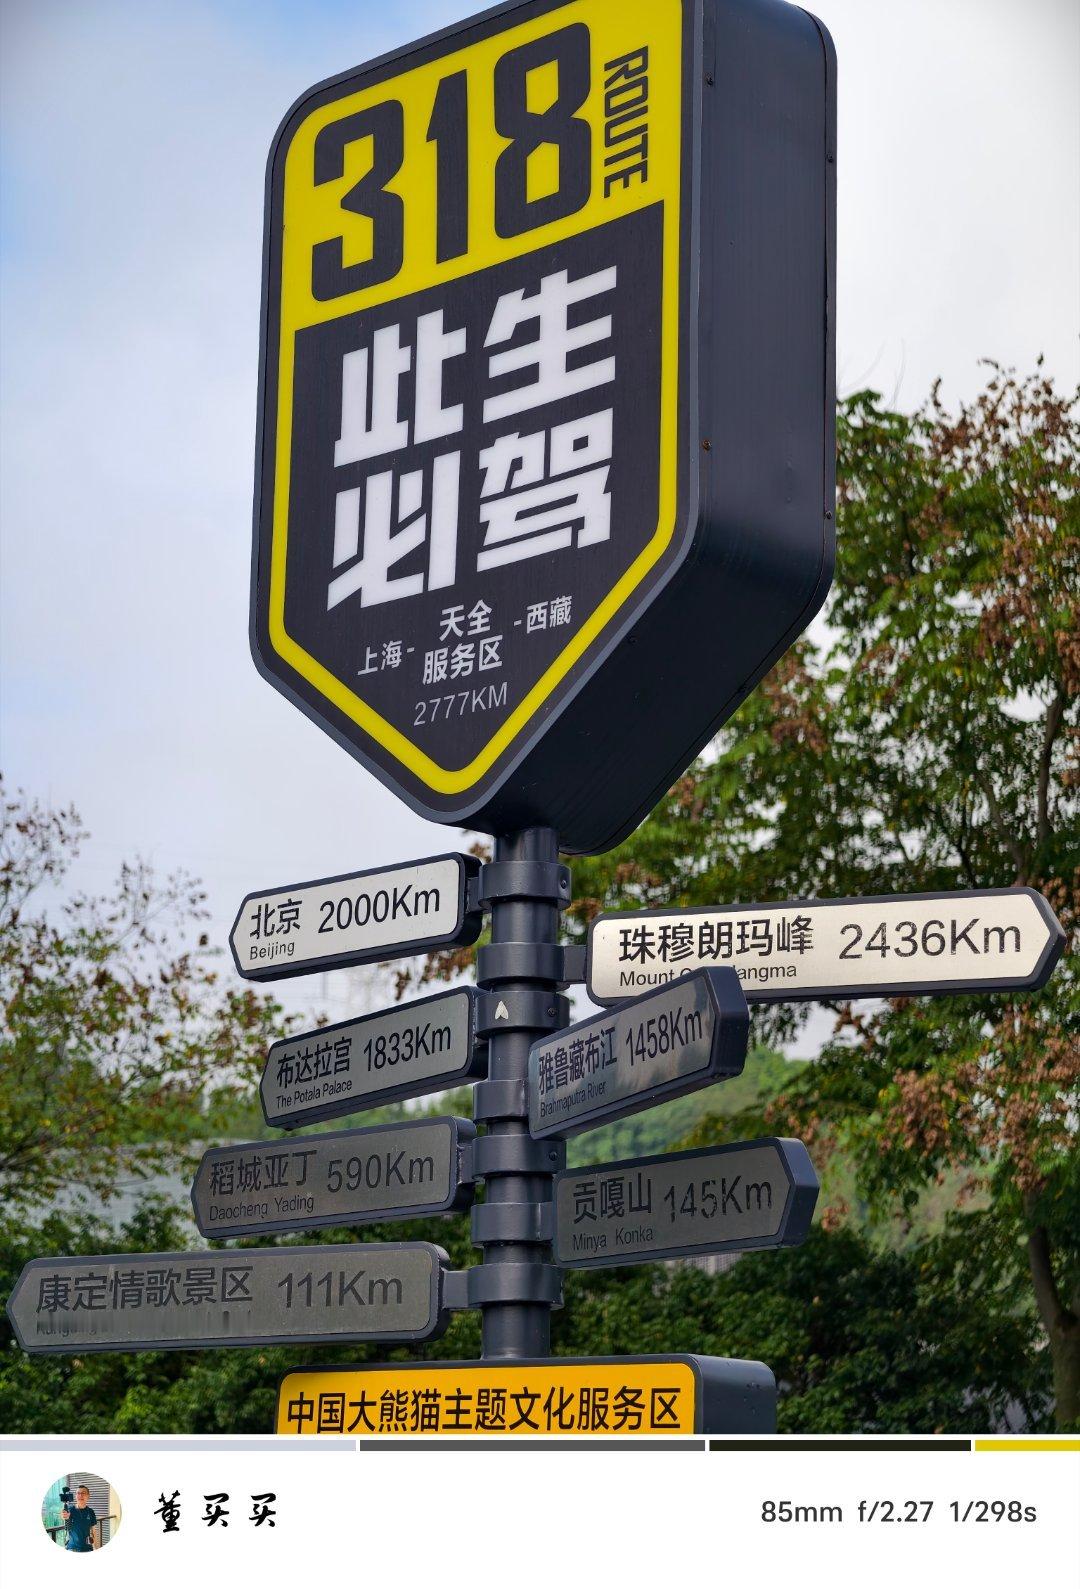 318
ROUTE
此生
必驾
上海-天全服务区-西藏
2777KM
北京 2000Km
Beijing
珠穆朗玛峰 2436Km
Mount
布达拉宫 1833Km
The Potala Palace
雅鲁藏布江 1458Km
Brahmaputra River
稻城亚丁 590Km
Daocheng Yading
贡嘎山 145Km
Minya Konka
康定情歌景区 111Km
中国大熊猫主题文化服务区
董买买
85mm f/2.27 1/298s